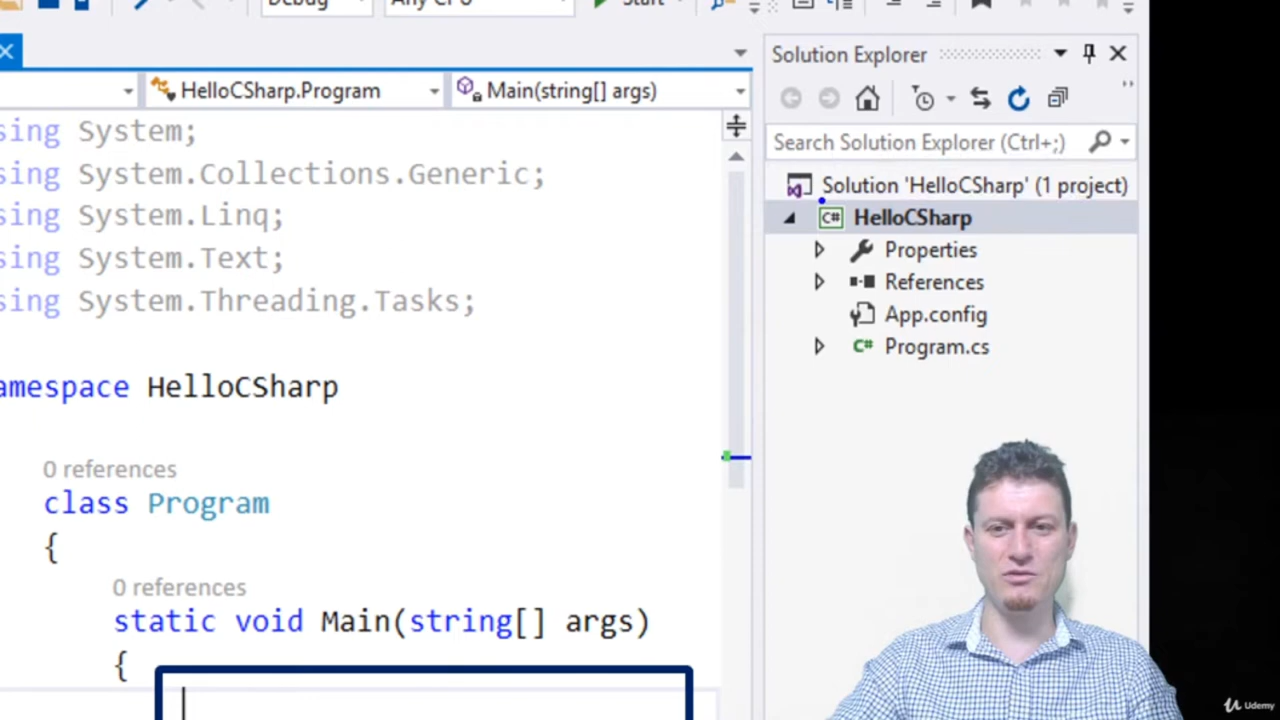 Debug
Any CPU
Start
HelloCSharp.Program
Main(string[] args)
sing System;
sing System.Collections.Generic;
sing System.Linq;
sing System.Text;
sing System.Threading.Tasks;
amespace HelloCSharp
0 references
class Program
{
0 references
static void Main(string[] args)
{
Solution Explorer
Search Solution Explorer (Ctrl+;)
Solution 'HelloCSharp' (1 project)
C# HelloCSharp
Properties
References
App.config
C# Program.cs
Udemy